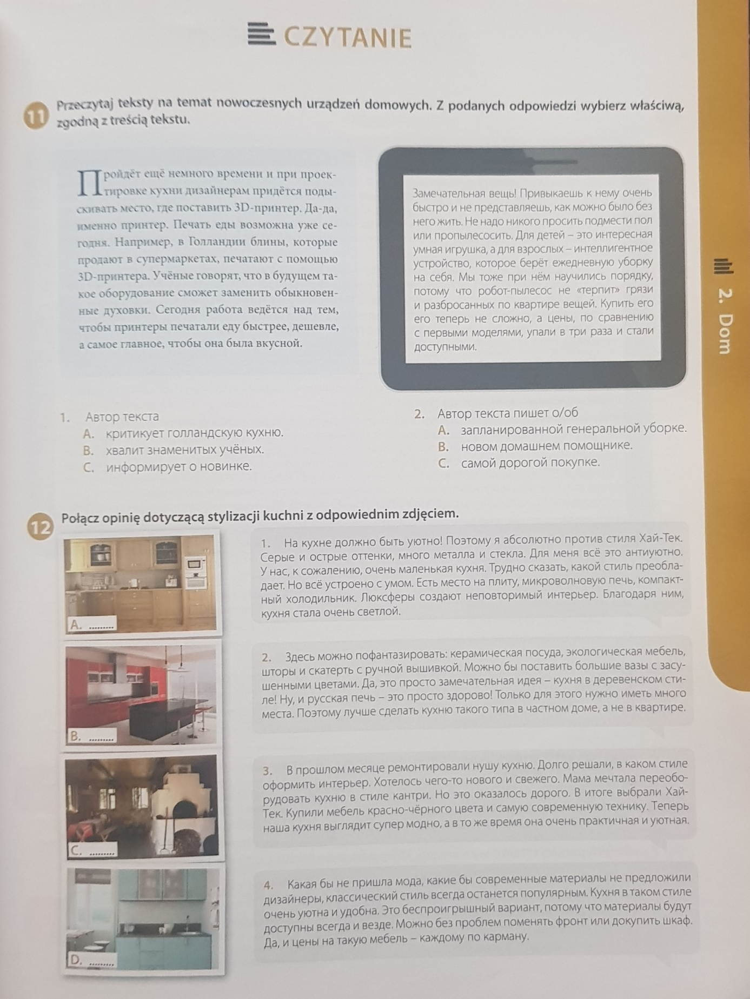 CZYTANIE
11 Przeczytaj teksty na temat nowoczesnych urządzeń domowych. Z podanych odpowiedzi wybierz właściwą,
zgodną z treścią tekstu.
Пройдёт ещё немного времени и при проек-
тировке кухни дизайнерам придётся поды-
скивать место, где поставить 3D-принтер. Да-да,
именно принтер. Печать еды возможна уже се-
годня. Например, в Голландии блины, которые
продают в супермаркетах, печатают с помощью
3D-принтера. Учёные говорят, что в будущем та-
кое оборудование сможет заменить обыкновен-
ные духовки. Сегодня работа ведётся над тем,
чтобы принтеры печатали еду быстрее, дешевле,
а самое главное, чтобы она была вкусной.
Замечательная вещь! Привыкаешь к нему очень
быстро и не представляешь, как можно было без
него жить. Не надо никого просить подмести пол
или пропылесосить. Для детей – это интересная
умная игрушка, а для взрослых – интеллигентное
устройство, которое берёт ежедневную уборку
на себя. Мы тоже при нём научились порядку,
потому что робот-пылесос не «терпит» грязи
и разбросанных по квартире вещей. Купить его
его теперь не сложно, а цены, по сравнению
с первыми моделями, упали в три раза и стали
доступными.
1. Автор текста
A. критикует голландскую кухню.
B. хвалит знаменитых учёных.
C. информирует о новинке.
2. Автор текста пишет о/об
A. запланированной генеральной уборке.
B. новом домашнем помощнике.
C. самой дорогой покупке.
12 Połącz opinię dotyczącą stylizacji kuchni z odpowiednim zdjęciem.
A. .........
B. .........
C. .........
D. .........
1. На кухне должно быть уютно! Поэтому я абсолютно против стиля Хай-Тек.
Серые и острые оттенки, много металла и стекла. Для меня всё это антиуютно.
У нас, к сожалению, очень маленькая кухня. Трудно сказать, какой стиль преобла-
дает. Но всё устроено с умом. Есть место на плиту, микроволновую печь, компакт-
ный холодильник. Люксферы создают неповторимый интерьер. Благодаря ним,
кухня стала очень светлой.
2. Здесь можно пофантазировать: керамическая посуда, экологическая мебель,
шторы и скатерть с ручной вышивкой. Можно бы поставить большие вазы с засу-
шенными цветами. Да, это просто замечательная идея – кухня в деревенском сти-
ле! Ну, и русская печь – это просто здорово! Только для этого нужно иметь много
места. Поэтому лучше сделать кухню такого типа в частном доме, а не в квартире.
3. В прошлом месяце ремонтировали нушу кухню. Долго решали, в каком стиле
оформить интерьер. Хотелось чего-то нового и свежего. Мама мечтала переобо-
рудовать кухню в стиле кантри. Но это оказалось дорого. В итоге выбрали Хай-
Тек. Купили мебель красно-чёрного цвета и самую современную технику. Теперь
наша кухня выглядит супер модно, а в то же время она очень практичная и уютная.
4. Какая бы не пришла мода, какие бы современные материалы не предложили
дизайнеры, классический стиль всегда останется популярным. Кухня в таком стиле
очень уютна и удобна. Это беспроигрышный вариант, потому что материалы будут
доступны всегда и везде. Можно без проблем поменять фронт или докупить шкаф.
Да, и цены на такую мебель – каждому по карману.
2. Dom